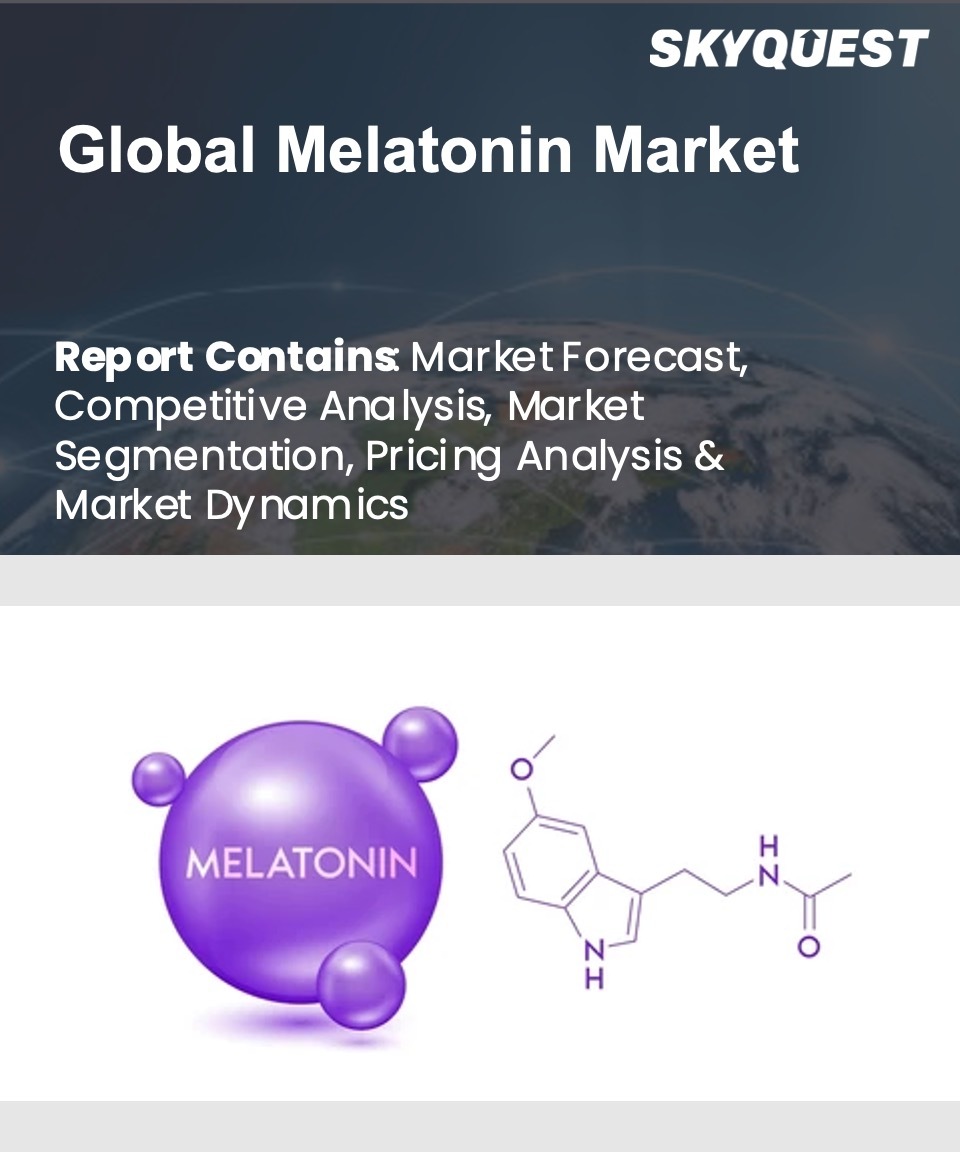 SKYQUEST
Global Melatonin Market
Report Contains: Market Forecast,
Competitive Analysis, Market
Segmentation, Pricing Analysis &
Market Dynamics
MELATONIN
O
H
N
O
N
H